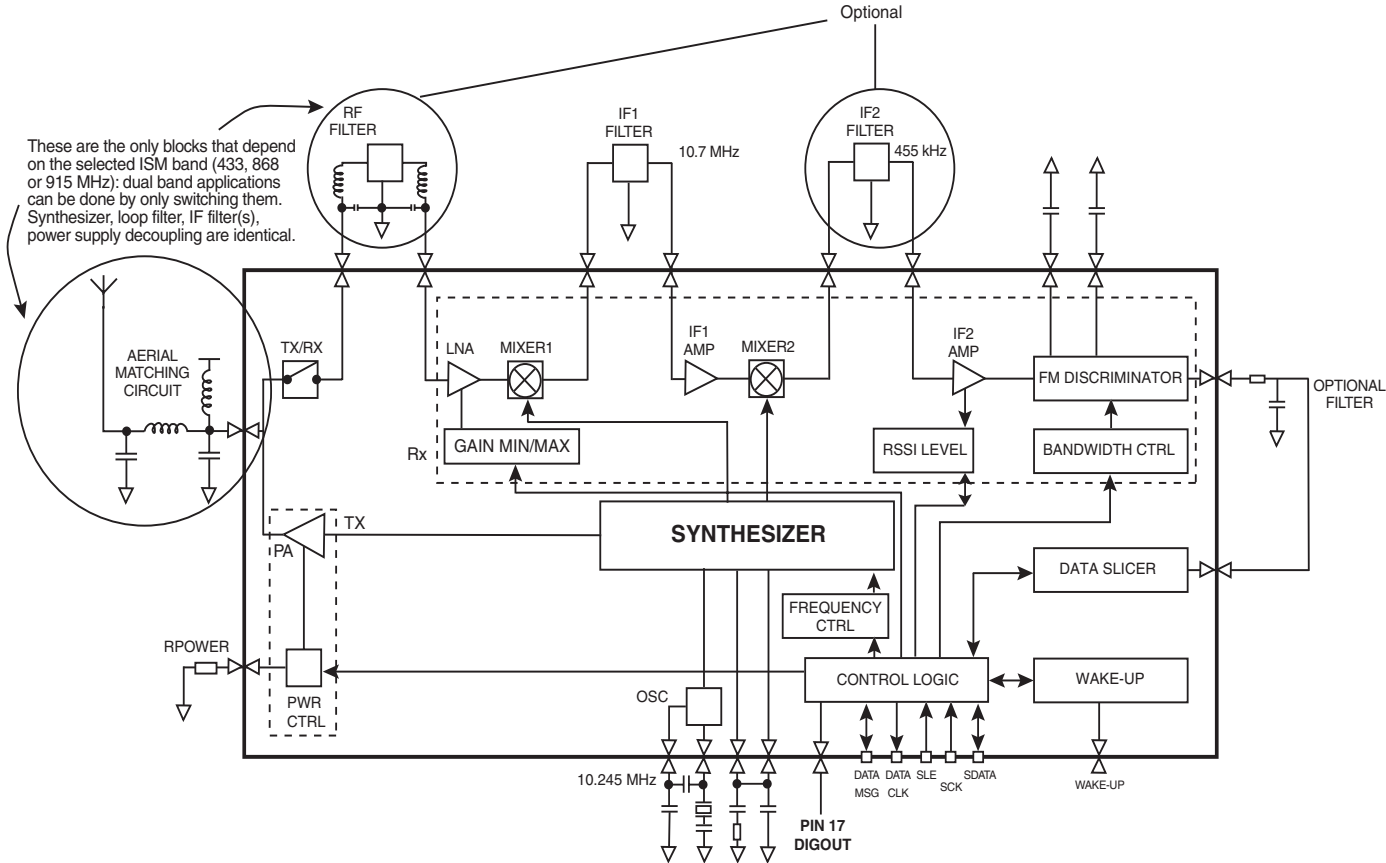 Optional
RF
FILTER
IF1
FILTER
10.7 MHz
IF2
FILTER
455 kHz
These are the only blocks that depend
on the selected ISM band (433, 868
or 915 MHz): dual band applications
can be done by only switching them.
Synthesizer, loop filter, IF filter(s),
power supply decoupling are identical.
AERIAL
MATCHING
CIRCUIT
TX/RX
LNA
MIXER1
IF1
AMP
MIXER2
IF2
AMP
FM DISCRIMINATOR
OPTIONAL
FILTER
Rx
GAIN MIN/MAX
RSSI LEVEL
BANDWIDTH CTRL
TX
PA
SYNTHESIZER
DATA SLICER
FREQUENCY
CTRL
RPOWER
PWR
CTRL
OSC
CONTROL LOGIC
WAKE-UP
10.245 MHz
DATA
MSG
DATA
CLK
SLE
SCK
SDATA
WAKE-UP
PIN 17
DIGOUT